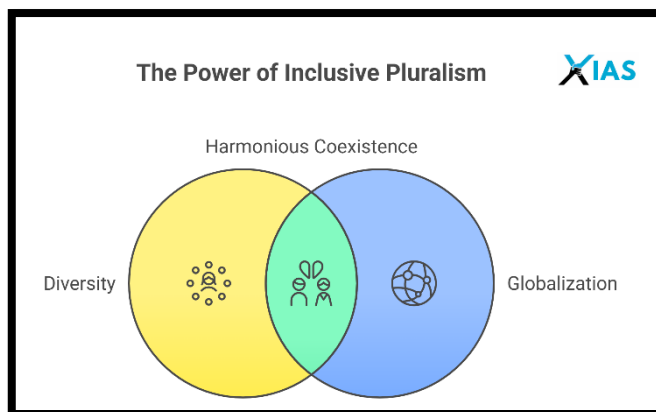 The Power of Inclusive Pluralism
XIAS
Harmonious Coexistence
Diversity
Globalization